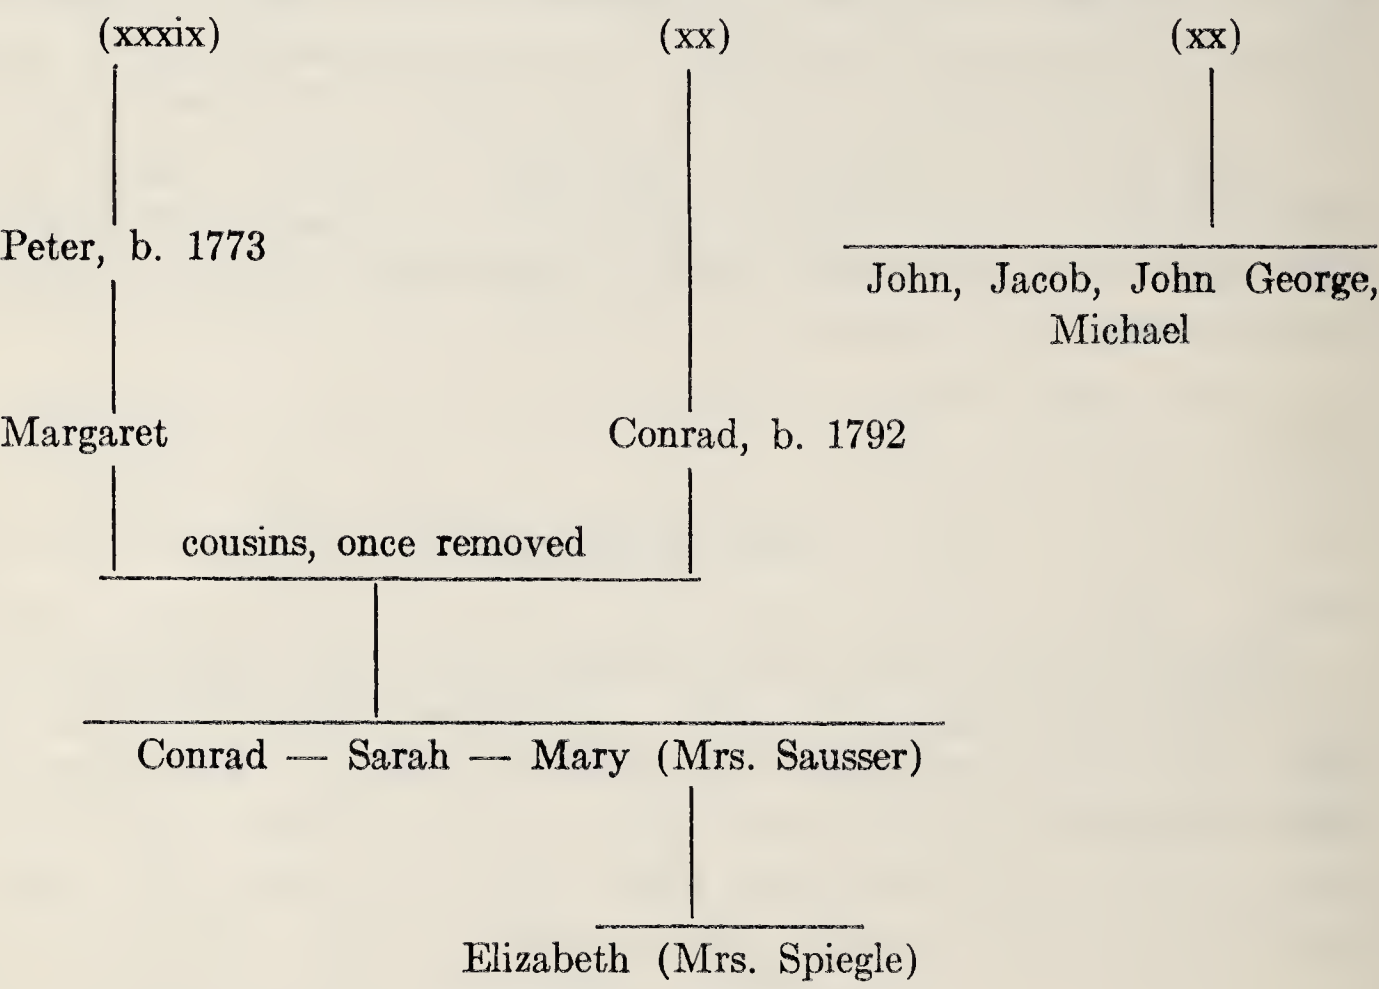 (xxxix) (xx) (xx)
Peter, b. 1773
John, Jacob, John George,
Michael
Margaret Conrad, b. 1792
cousins, once removed
Conrad — Sarah — Mary (Mrs. Sausser)
Elizabeth (Mrs. Spiegle)